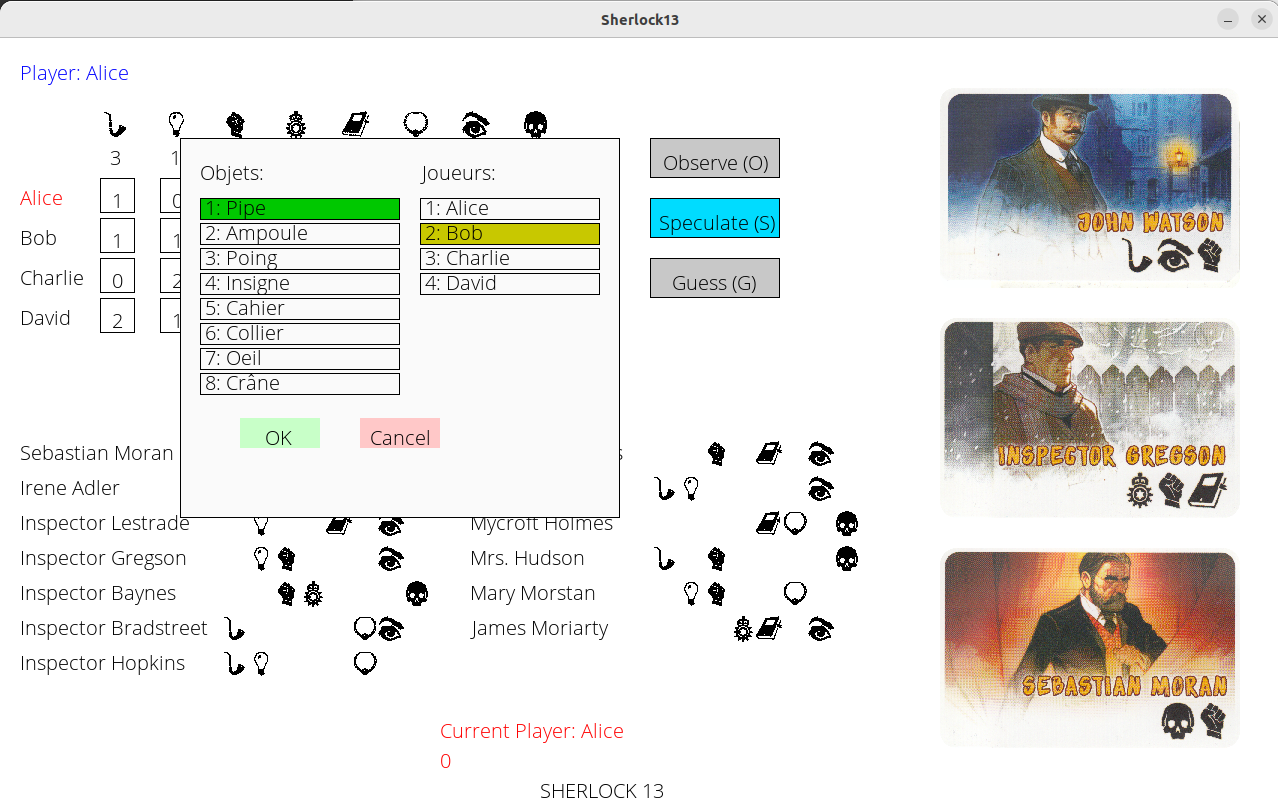 Sherlock13
Player: Alice
3 1
Alice 1 0
Bob 1 1
Charlie 0 2
David 2 1
Objets:
1: Pipe
2: Ampoule
3: Poing
4: Insigne
5: Cahier
6: Collier
7: Oeil
8: Crâne
Joueurs:
1: Alice
2: Bob
3: Charlie
4: David
OK
Cancel
Observe (O)
Speculate (S)
Guess (G)
JOHN WATSON
INSPECTOR GREGSON
SEBASTIAN MORAN
Sebastian Moran
Irene Adler
Inspector Lestrade
Inspector Gregson
Inspector Baynes
Inspector Bradstreet
Inspector Hopkins
Mycroft Holmes
Mrs. Hudson
Mary Morstan
James Moriarty
Current Player: Alice
0
SHERLOCK 13